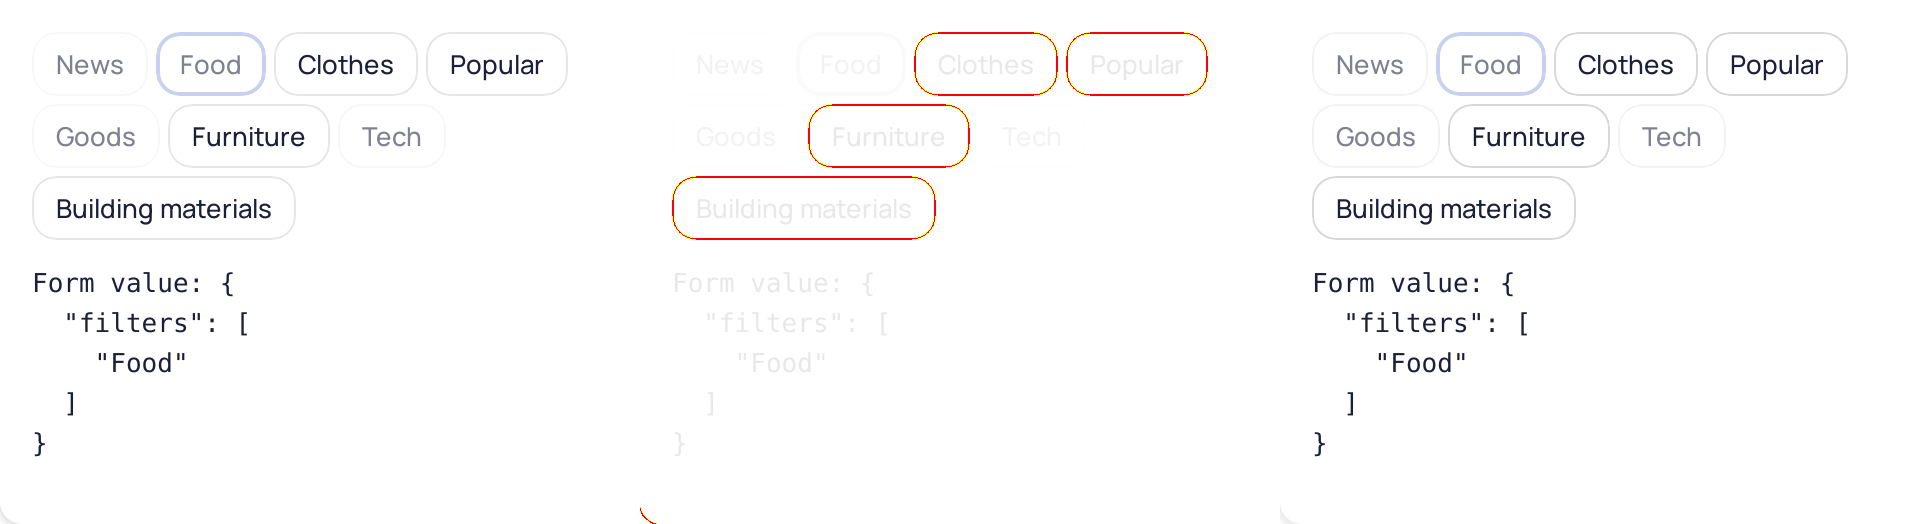 News Food Clothes Popular
Goods Furniture Tech
Building materials
Form value: {
  "filters": [
    "Food"
  ]
}
News Food Clothes Popular
Goods Furniture Tech
Building materials
Form value: {
  "filters": [
    "Food"
  ]
}
News Food Clothes Popular
Goods Furniture Tech
Building materials
Form value: {
  "filters": [
    "Food"
  ]
}